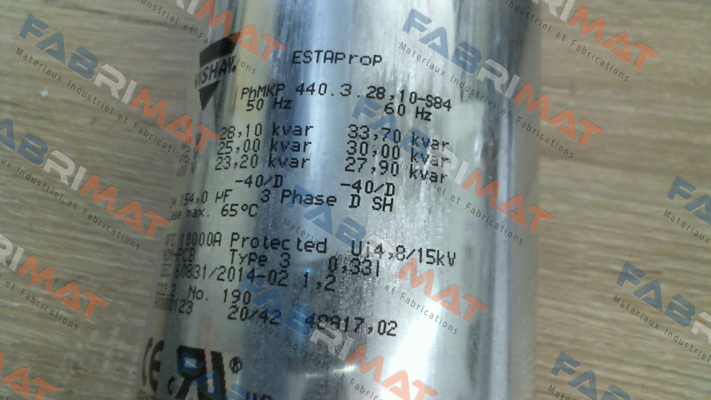 VISHAY
ESTAProP
PhMKP 440.3.28,10-S84
50 Hz 60 Hz
28,10 kvar 33,70 kvar
25,00 kvar 30,00 kvar
23,20 kvar 27,90 kvar
-40/D -40/D
154,0 µF 3 Phase D SH
max. 65°C
10000A Protected Ui4,8/15kV
Type 3 0,33l
60831/2014-02 1,2
No. 190
20/42
FABRIMAT
Materiaux Industriel et Fabrications